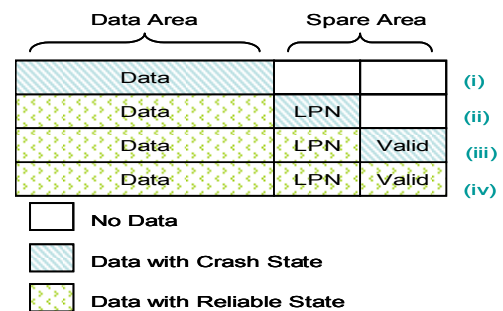 Data Area Spare Area
Data (i)
Data LPN (ii)
Data LPN Valid (iii)
Data LPN Valid (iv)
No Data
Data with Crash State
Data with Reliable State